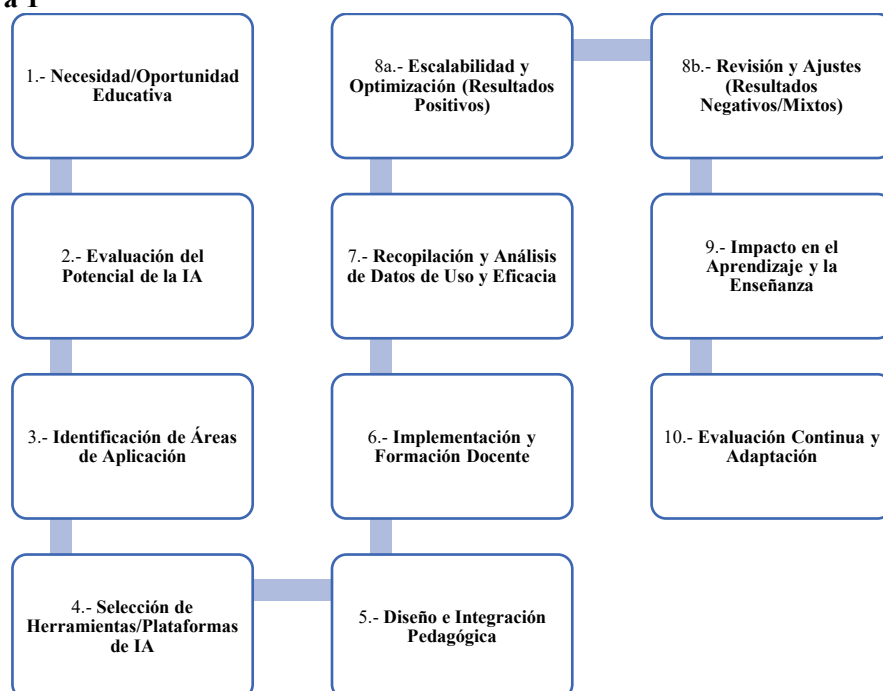 a 1
1.- Necesidad/Oportunidad
Educativa
2.- Evaluación del
Potencial de la IA
3.- Identificación de Áreas
de Aplicación
4.- Selección de
Herramientas/Plataformas
de IA
5.- Diseño e Integración
Pedagógica
6.- Implementación y
Formación Docente
7.- Recopilación y Análisis
de Datos de Uso y Eficacia
8a.- Escalabilidad y
Optimización (Resultados
Positivos)
8b.- Revisión y Ajustes
(Resultados
Negativos/Mixtos)
9.- Impacto en el
Aprendizaje y la
Enseñanza
10.- Evaluación Continua y
Adaptación